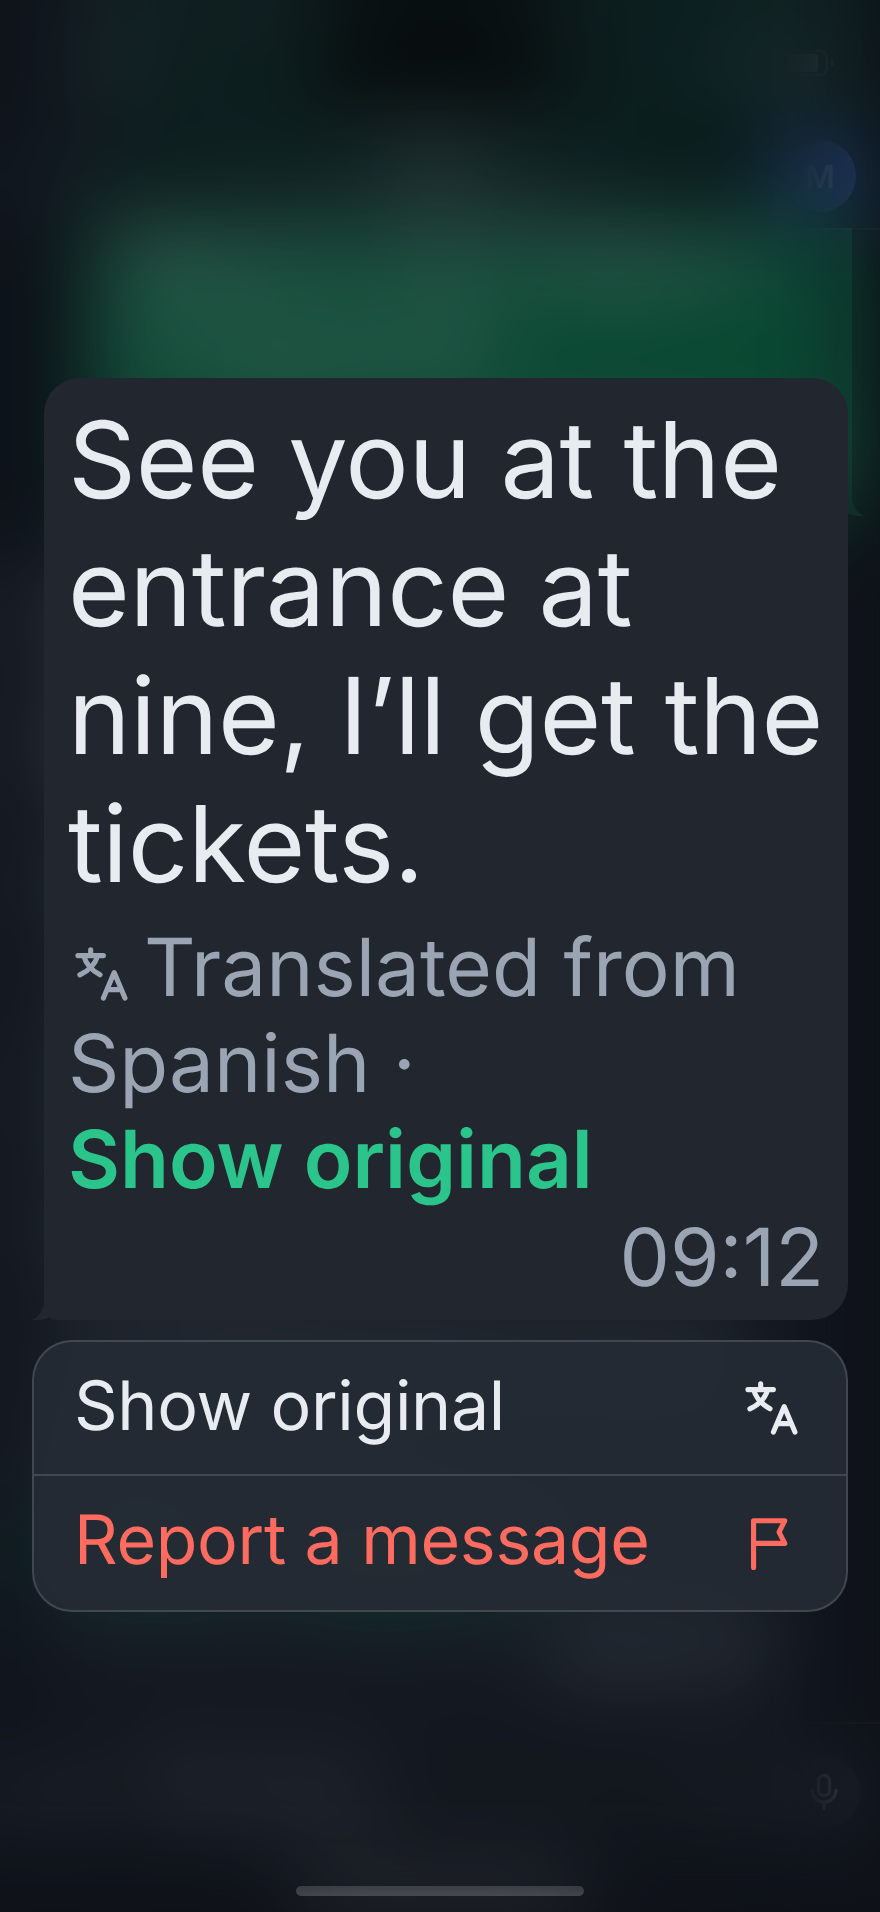 M
See you at the
entrance at
nine, I’ll get the
tickets.
Translated from
Spanish ·
Show original
09:12
Show original
Report a message